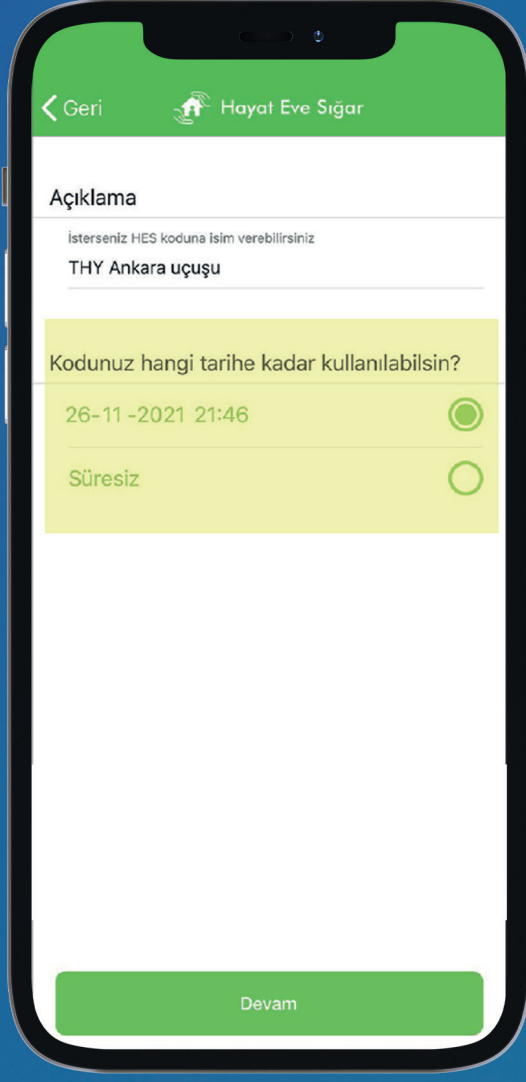 Geri
Hayat Eve Sığar
Açıklama
İsterseniz HES koduna isim verebilirsiniz
THY Ankara uçuşu
Kodunuz hangi tarihe kadar kullanılabilsin?
26-11 -2021 21:46
Süresiz
Devam